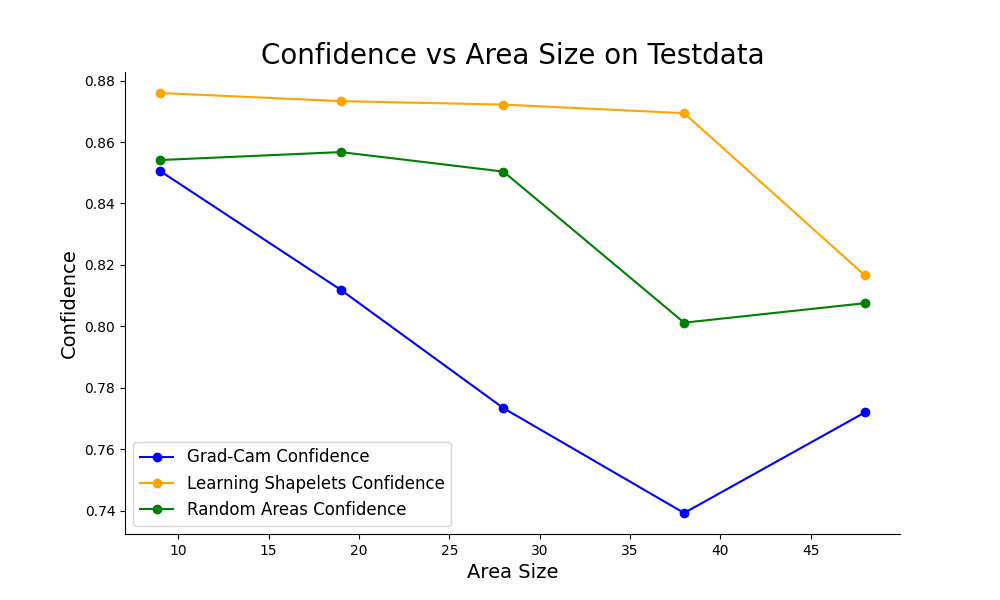 Confidence vs Area Size on Testdata
0.88
0.86
0.84
0.82
0.80
0.78
0.76
0.74
Confidence
Grad-Cam Confidence
Learning Shapelets Confidence
Random Areas Confidence
10 15 20 25 30 35 40 45
Area Size